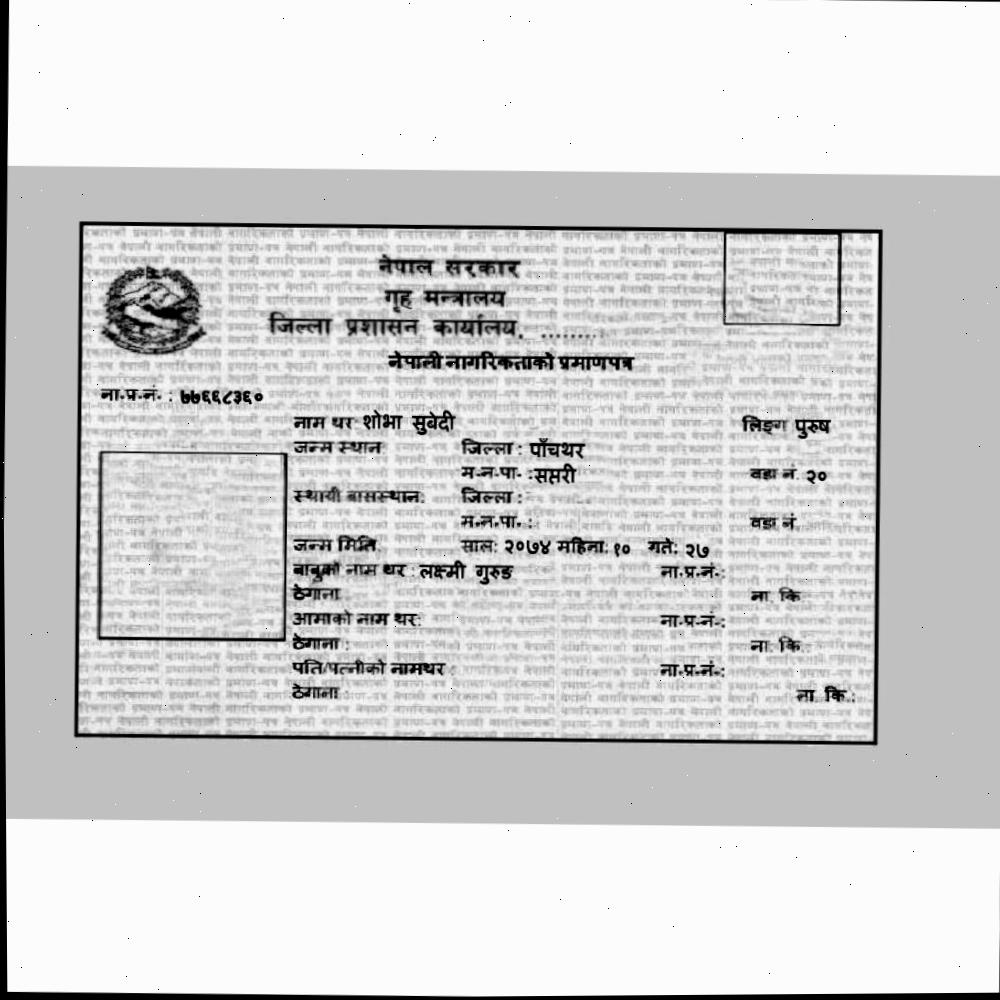 नेपाल सरकार
गृह मन्त्रालय
जिल्ला प्रशासन कार्यालय, .........
नेपाली नागरिकताको प्रमाणपत्र
ना.प्र.नं. : ७७६६८३६०
नाम थर शोभा सुबेदी लिङ्ग पुरुष
जन्म स्थान जिल्ला : पाँचथर
म.न.पा. : सप्तरी वडा नं. २०
स्थायी बासस्थान: जिल्ला :
म.न.पा. : वडा नं
जन्म मिति: साल: २०७४ महिना: १० गते: २७
बाबुको नाम थर : लक्ष्मी गुरुङ ना.प्र.नं.:
ठेगाना ना. कि
आमाको नाम थर: ना.प्र.नं.:
ठेगाना : ना. कि.:
पति/पत्नीको नामथर : ना.प्र.नं.:
ठेगाना : ना. कि.: